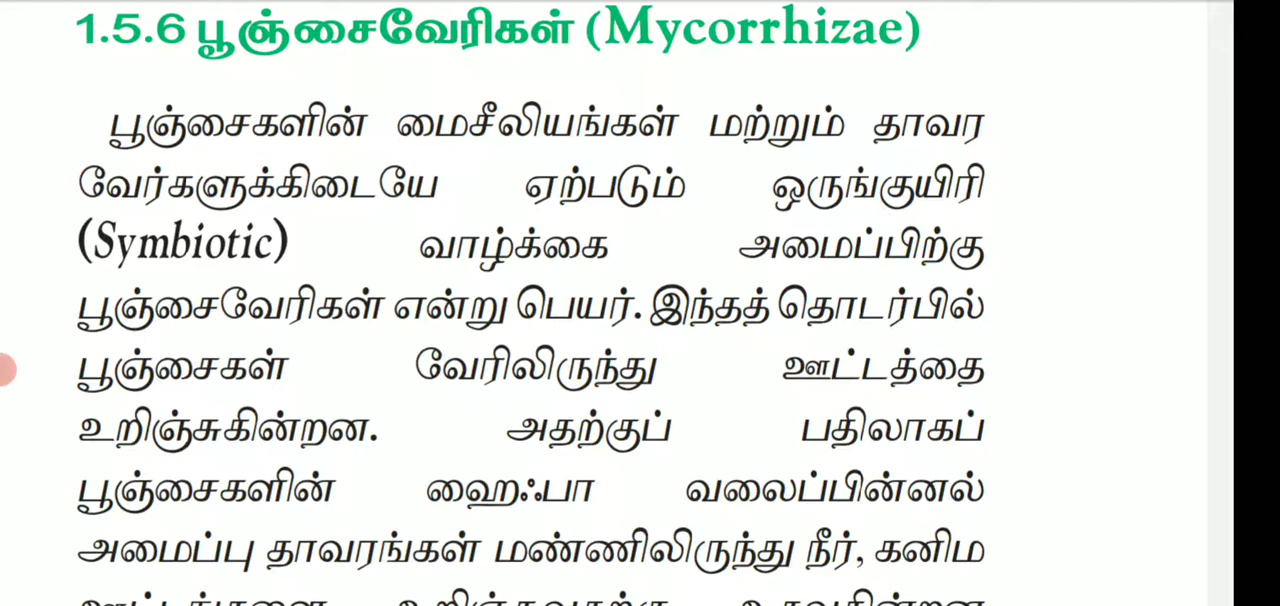 1.5.6 பூஞ்சைவேரிகள் (Mycorrhizae)
பூஞ்சைகளின் மைசீலியங்கள் மற்றும் தாவர
வேர்களுக்கிடையே ஏற்படும் ஒருங்குயிரி
(Symbiotic) வாழ்க்கை அமைப்பிற்கு
பூஞ்சைவேரிகள் என்று பெயர். இந்தத் தொடர்பில்
பூஞ்சைகள் வேரிலிருந்து ஊட்டத்தை
உறிஞ்சுகின்றன. அதற்குப் பதிலாகப்
பூஞ்சைகளின் ஹைஃபா வலைப்பின்னல்
அமைப்பு தாவரங்கள் மண்ணிலிருந்து நீர், கனிம